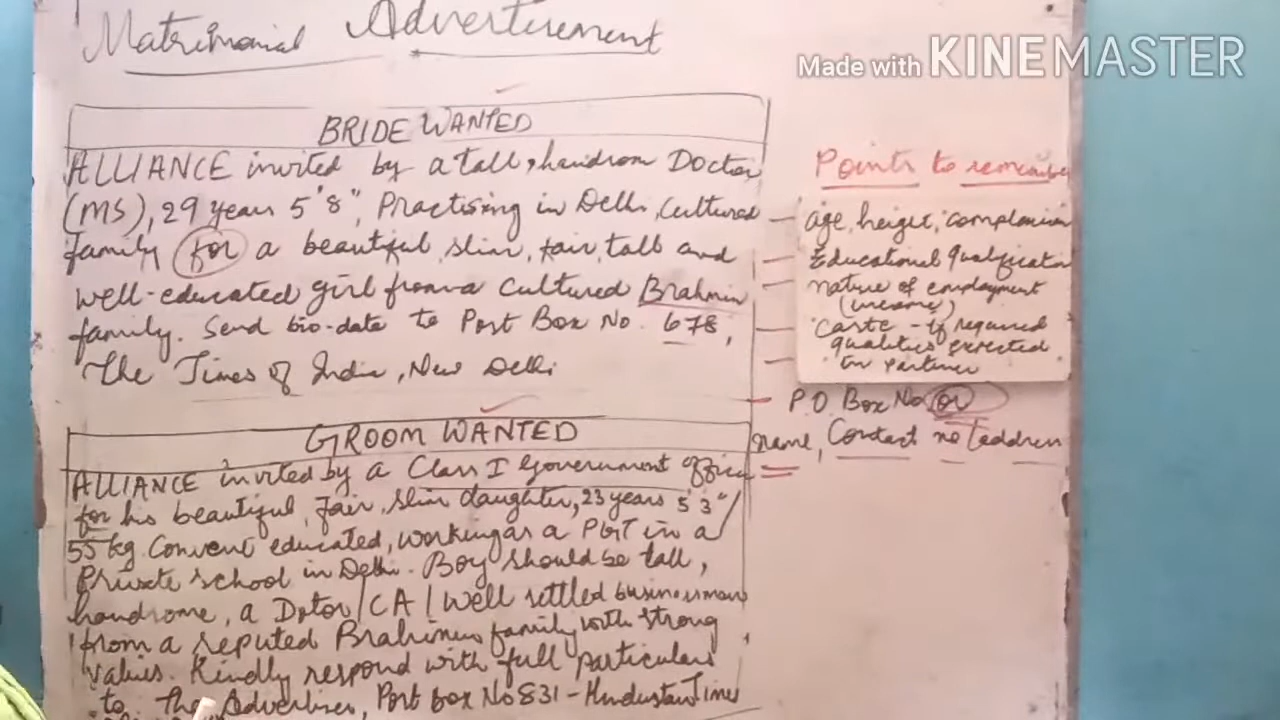 Matrimonial Advertisement
Made with KINEMASTER
BRIDE WANTED
ALLIANCE invited by a tall, handsom Doctor
(MS), 29 years 5'8", Practising in Delhi, Cultured
family for a beautiful, slim, fair, tall and
well-educated girl from a cultured Brahmin
family. Send bio-data to Post Box No. 678,
The Times of India, New Delhi
GROOM WANTED
ALLIANCE invited by a Class I Government officer
for his beautiful, fair, slim daughter, 23 years 5'3"/
55 kg. Convent educated, working as a PGT in a
Private school in Delhi. Boy should be tall,
handsome, a Dotor/CA/well settled businessman
from a reputed Brahmin family with strong
values. Kindly respond with full particulars
to the Advertiser, Post box No 831 - Hindustan Times
Points to remember
age, height, complexion
Educational Qualification
nature of employment
(income)
Caste - if required
qualities expected
in partner
P.O Box No or
name, Contact no address